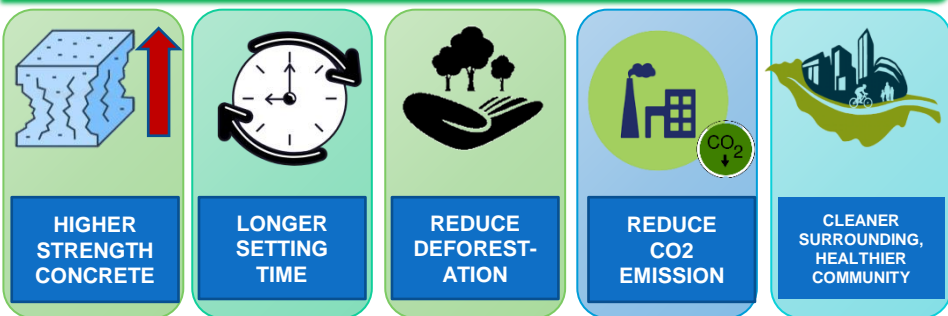 HIGHER
STRENGTH
CONCRETE
LONGER
SETTING
TIME
REDUCE
DEFOREST-
ATION
CO2
REDUCE
CO2
EMISSION
CLEANER
SURROUNDING,
HEALTHIER
COMMUNITY